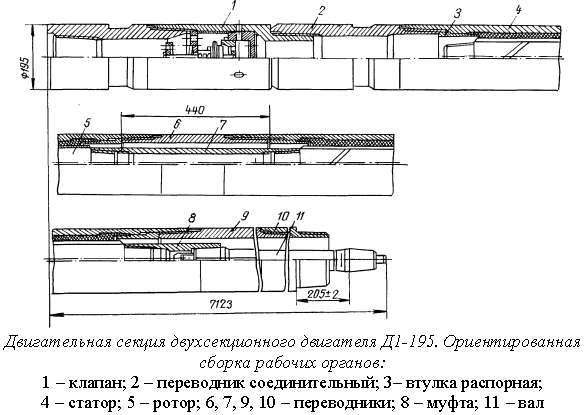 1
2
3
4
ϕ195
440
5
6
7
8
9
10
11
205±2
7123
Двигательная секция двухсекционного двигателя Д1-195. Ориентированная
сборка рабочих органов:
1 – клапан; 2 – переводник соединительный; 3– втулка распорная;
4 – статор; 5 – ротор; 6, 7, 9, 10 – переводники; 8 – муфта; 11 – вал